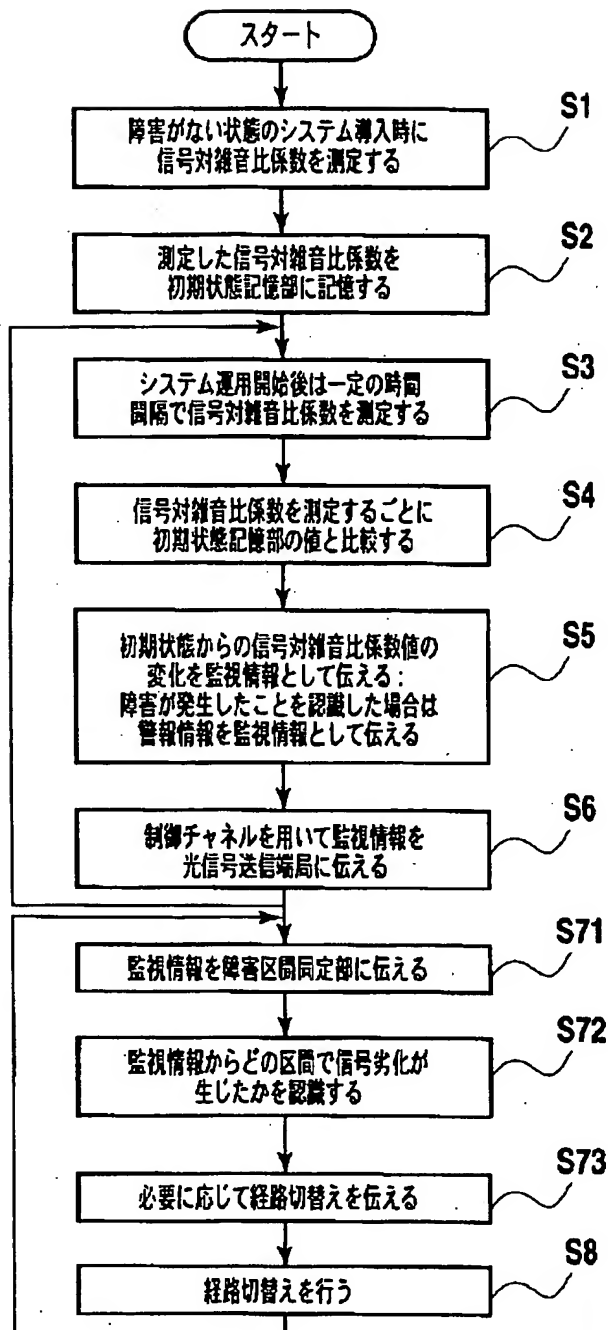 スタート
S1
障害がない状態のシステム導入時に
信号対雑音比係数を測定する
S2
測定した信号対雑音比係数を
初期状態記憶部に記憶する
S3
システム運用開始後は一定の時間
間隔で信号対雑音比係数を測定する
S4
信号対雑音比係数を測定するごとに
初期状態記憶部の値と比較する
S5
初期状態からの信号対雑音比係数値の
変化を監視情報として伝える：
障害が発生したことを認識した場合は
警報情報を監視情報として伝える
S6
制御チャネルを用いて監視情報を
光信号送信端局に伝える
S71
監視情報を障害区間同定部に伝える
S72
監視情報からどの区間で信号劣化が
生じたかを認識する
S73
必要に応じて経路切替えを伝える
S8
経路切替えを行う